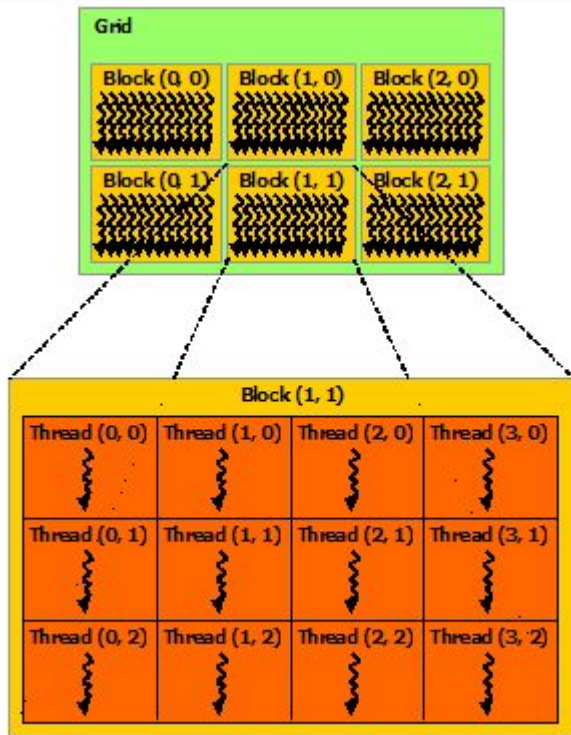 Grid
Block (0, 0) Block (1, 0) Block (2, 0)
Block (0, 1) Block (1, 1) Block (2, 1)
Block (1, 1)
Thread (0, 0) Thread (1, 0) Thread (2, 0) Thread (3, 0)
Thread (0, 1) Thread (1, 1) Thread (2, 1) Thread (3, 1)
Thread (0, 2) Thread (1, 2) Thread (2, 2) Thread (3, 2)